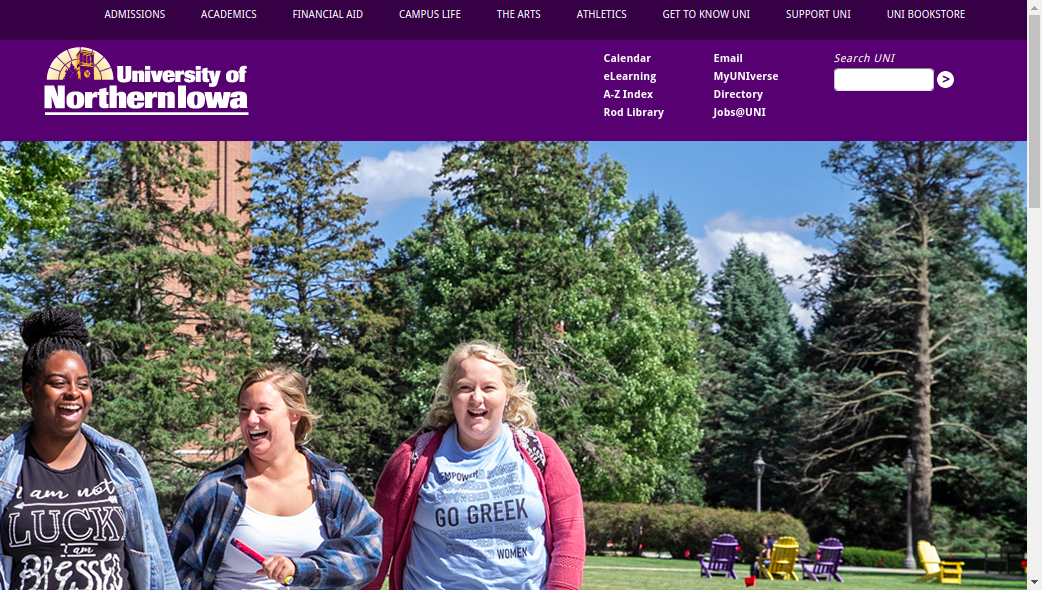 ADMISSIONS ACADEMICS FINANCIAL AID CAMPUS LIFE THE ARTS ATHLETICS GET TO KNOW UNI SUPPORT UNI UNI BOOKSTORE
University of
Northern Iowa
Calendar
eLearning
A-Z Index
Rod Library
Email
MyUNIverse
Directory
Jobs@UNI
Search UNI
>
I am not
LUCKY
I am
BLESSED
EMPOWER
WOMEN
EMPOWERED WOMEN
GO GREEK
WOMEN